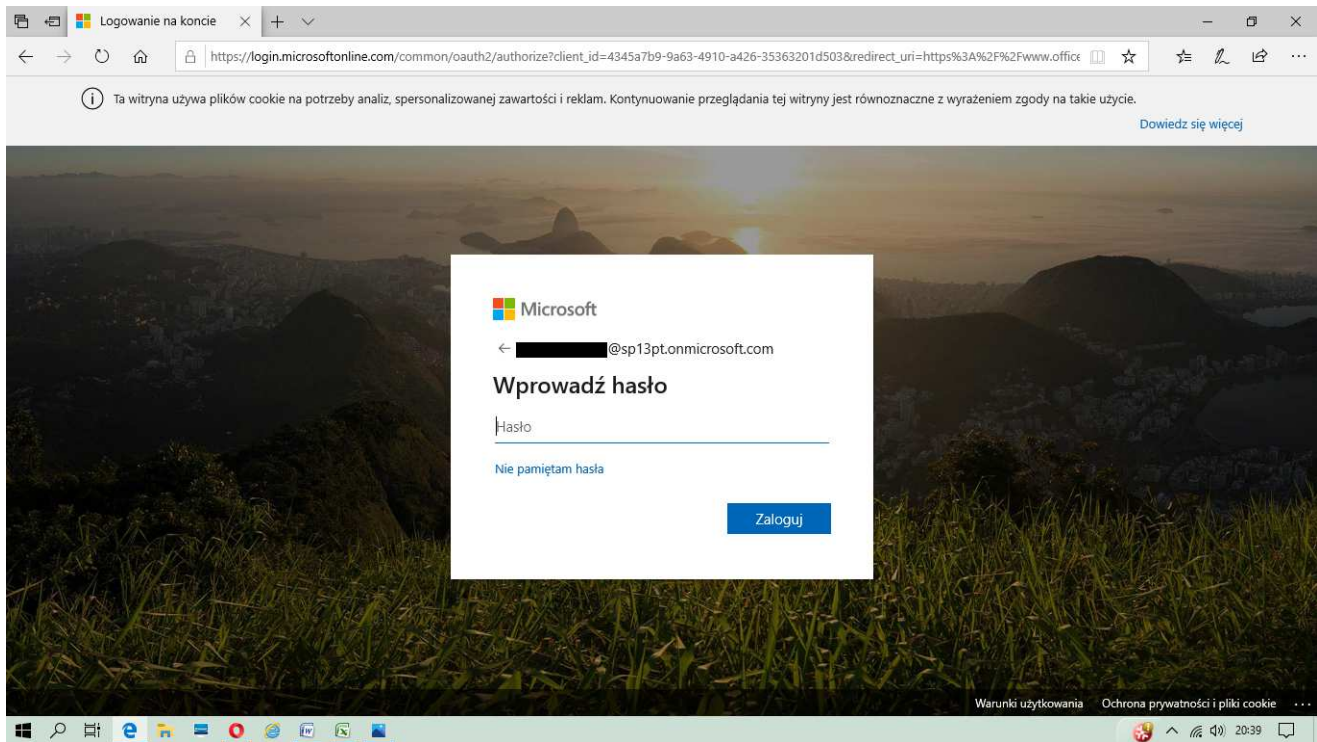 Logowanie na koncie
https://login.microsoftonline.com/common/oauth2/authorize?client_id=4345a7b9-9a63-4910-a426-35363201d503&redirect_uri=https%3A%2F%2Fwww.office
Ta witryna używa plików cookie na potrzeby analiz, spersonalizowanej zawartości i reklam. Kontynuowanie przeglądania tej witryny jest równoznaczne z wyrażeniem zgody na takie użycie.
Dowiedz się więcej
Microsoft
@sp13pt.onmicrosoft.com
Wprowadź hasło
Hasło
Nie pamiętam hasła
Zaloguj
Warunki użytkowania Ochrona prywatności i pliki cookie ...
20:39